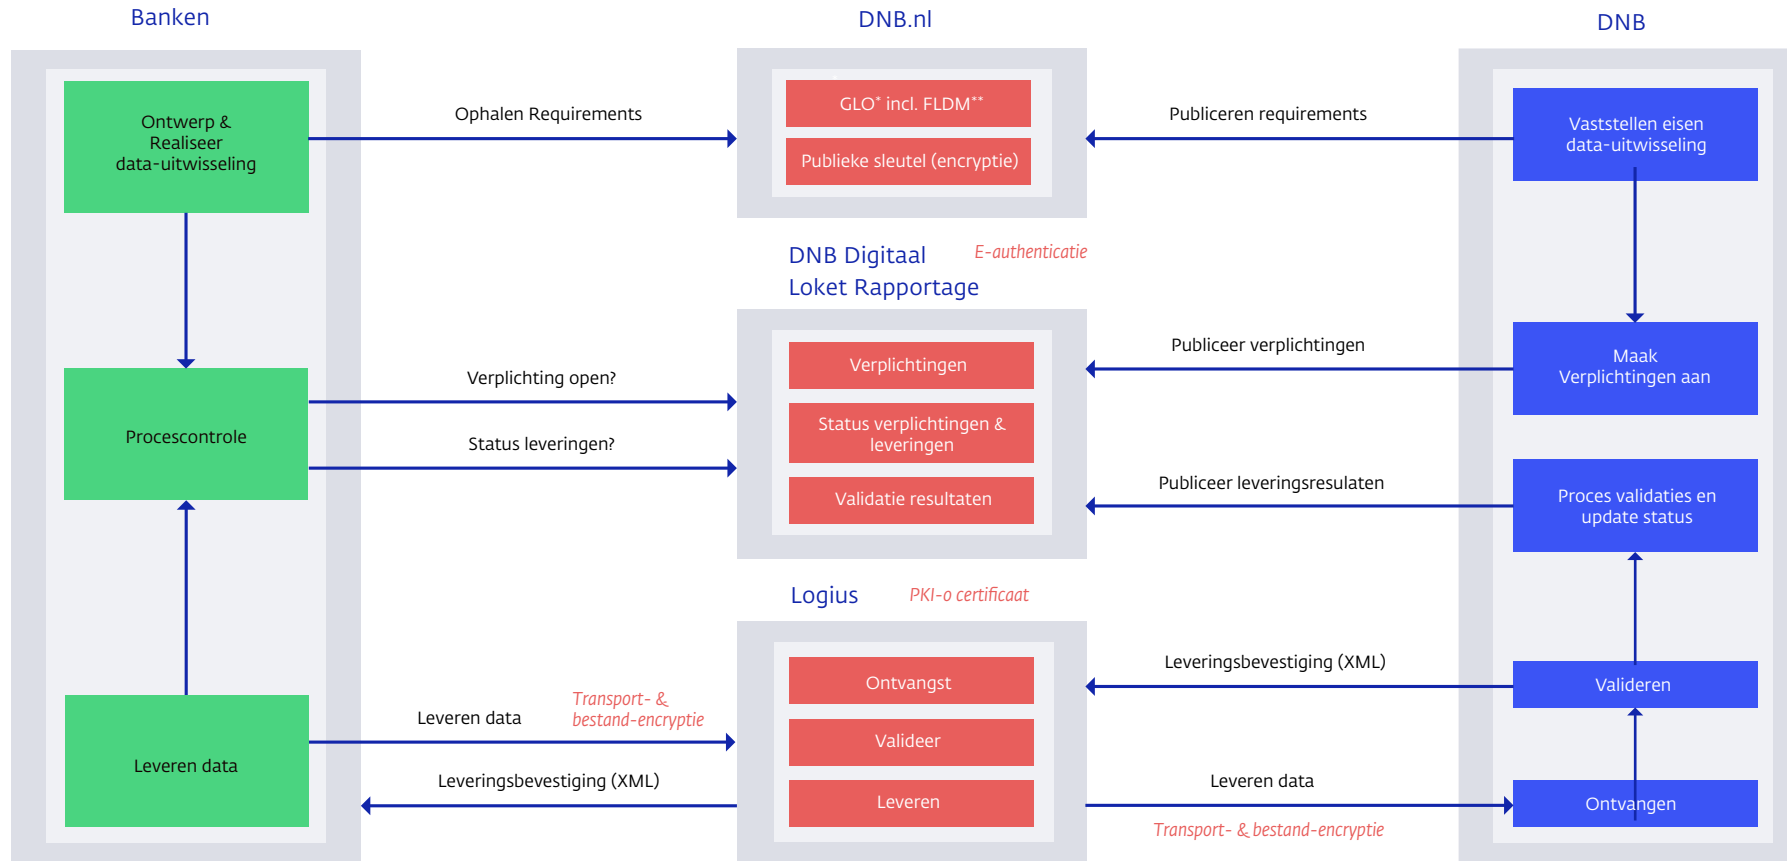 Banken
DNB.nl
DNB
Ontwerp &
Realiseer
data-uitwisseling
Ophalen Requirements
GLO* incl. FLDM**
Publieke sleutel (encryptie)
Publiceren requirements
Vaststellen eisen
data-uitwisseling
DNB Digitaal
Loket Rapportage
E-authenticatie
Procescontrole
Verplichting open?
Status leveringen?
Verplichtingen
Status verplichtingen &
leveringen
Validatie resultaten
Publiceer verplichtingen
Maak
Verplichtingen aan
Publiceer leveringsresulaten
Proces validaties en
update status
Logius
PKI-o certificaat
Leveren data
Leveren data
Transport- &
bestand-encryptie
Leveringsbevestiging (XML)
Ontvangst
Valideer
Leveren
Leveringsbevestiging (XML)
Valideren
Leveren data
Transport- & bestand-encryptie
Ontvangen